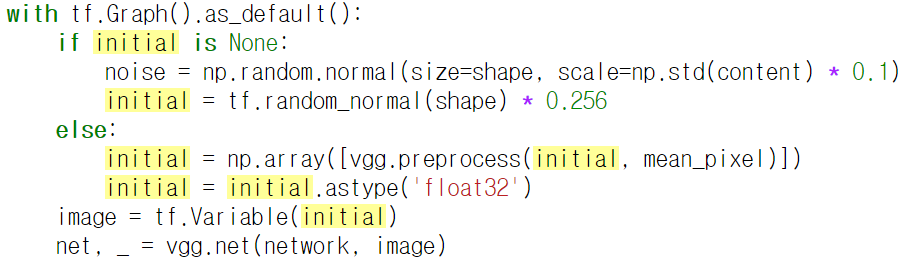 with tf.Graph().as_default():
    if initial is None:
        noise = np.random.normal(size=shape, scale=np.std(content) * 0.1)
        initial = tf.random_normal(shape) * 0.256
    else:
        initial = np.array([vgg.preprocess(initial, mean_pixel)])
        initial = initial.astype('float32')
    image = tf.Variable(initial)
    net, _ = vgg.net(network, image)